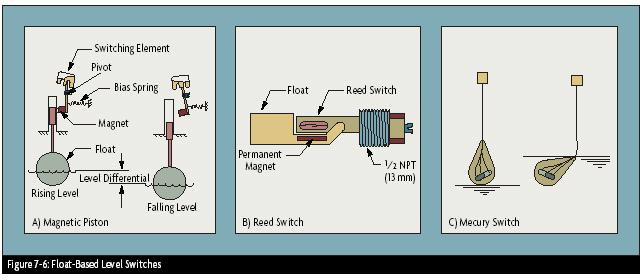 Switching Element
Pivot
Bias Spring
Magnet
Float
Level Differential
Rising Level
Falling Level
A) Magnetic Piston
Float
Reed Switch
Permanent
Magnet
1/2 NPT
(13 mm)
B) Reed Switch
C) Mecury Switch
Figure 7-6: Float-Based Level Switches